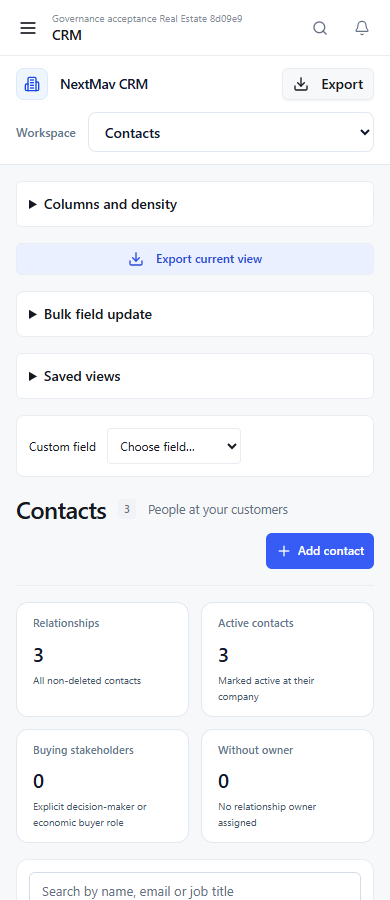 Governance acceptance Real Estate 8d09e9
CRM
NextMav CRM
Export
Workspace
Contacts
Columns and density
Export current view
Bulk field update
Saved views
Custom field
Choose field...
Contacts 3 People at your customers
Add contact
Relationships
3
All non-deleted contacts
Active contacts
3
Marked active at their
company
Buying stakeholders
0
Explicit decision-maker or
economic buyer role
Without owner
0
No relationship owner
assigned
Search by name, email or job title